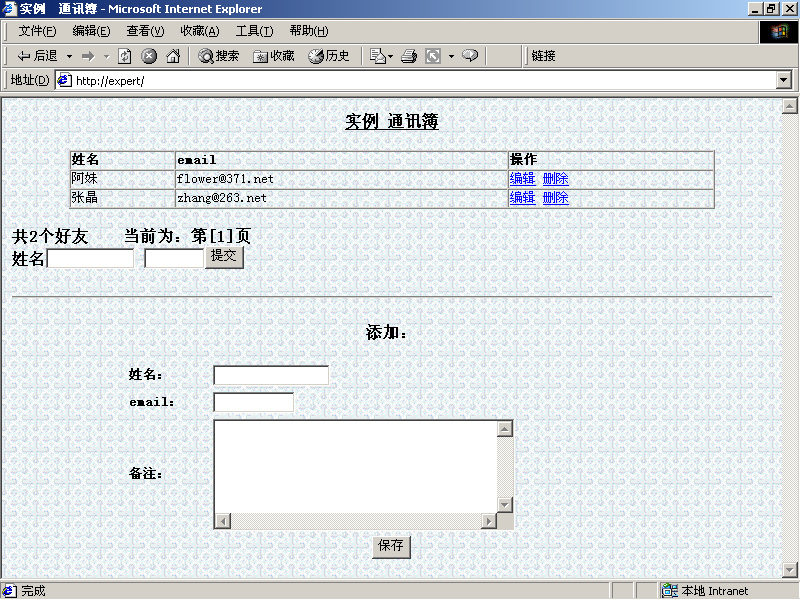 实例 通讯簿 - Microsoft Internet Explorer
文件(F) 编辑(E) 查看(V) 收藏(A) 工具(T) 帮助(H)
后退 搜索 收藏 历史 链接
地址(D) http://expert/
实例 通讯簿
姓名 email 操作
阿妹 flower@371.net 编辑 删除
张晶 zhang@263.net 编辑 删除
共2个好友 当前为：第[1]页
姓名 提交
添加：
姓名：
email：
备注：
保存
完成 本地 Intranet